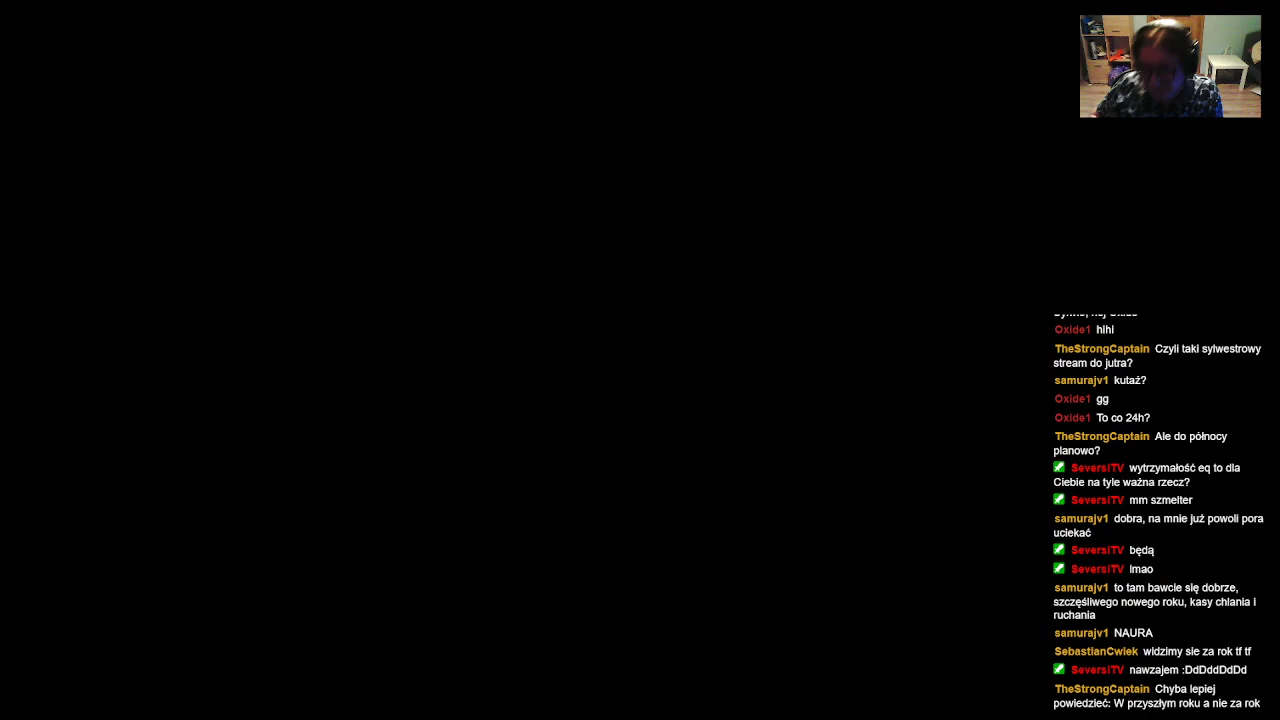 Oxide1 hihi
TheStrongCaptain Czyli taki sylwestrowy
stream do jutra?
samurajv1 kutaż?
Oxide1 gg
Oxide1 To co 24h?
TheStrongCaptain Ale do północy
planowo?
SeversiTV wytrzymałość eq to dla
Ciebie na tyle ważna rzecz?
SeversiTV mm szmelter
samurajv1 dobra, na mnie już powoli pora
uciekać
SeversiTV będą
SeversiTV lmao
samurajv1 to tam bawcie się dobrze,
szczęśliwego nowego roku, kasy chlania i
ruchania
samurajv1 NAURA
SebastianCwiek widzimy sie za rok tf tf
SeversiTV nawzajem :DdDddDdDd
TheStrongCaptain Chyba lepiej
powiedzieć: W przyszłym roku a nie za rok